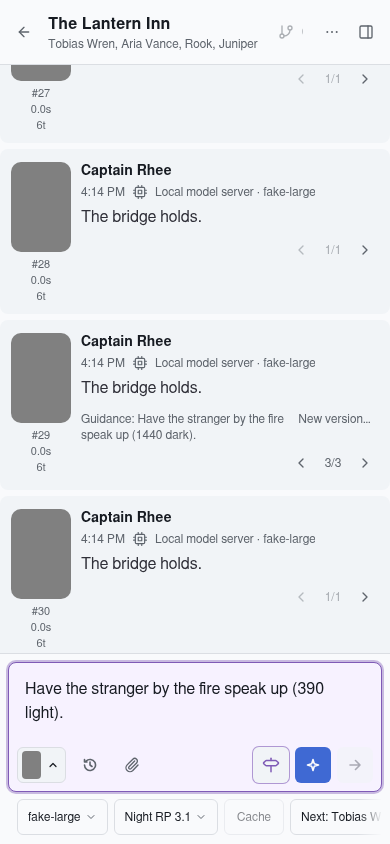 The Lantern Inn
Tobias Wren, Aria Vance, Rook, Juniper
#27
0.0s
6t
1/1
Captain Rhee
4:14 PM Local model server · fake-large
The bridge holds.
#28
0.0s
6t
1/1
Captain Rhee
4:14 PM Local model server · fake-large
The bridge holds.
Guidance: Have the stranger by the fire New version…
speak up (1440 dark).
#29
0.0s
6t
3/3
Captain Rhee
4:14 PM Local model server · fake-large
The bridge holds.
#30
0.0s
6t
1/1
Have the stranger by the fire speak up (390
light).
fake-large Night RP 3.1 Cache Next: Tobias W